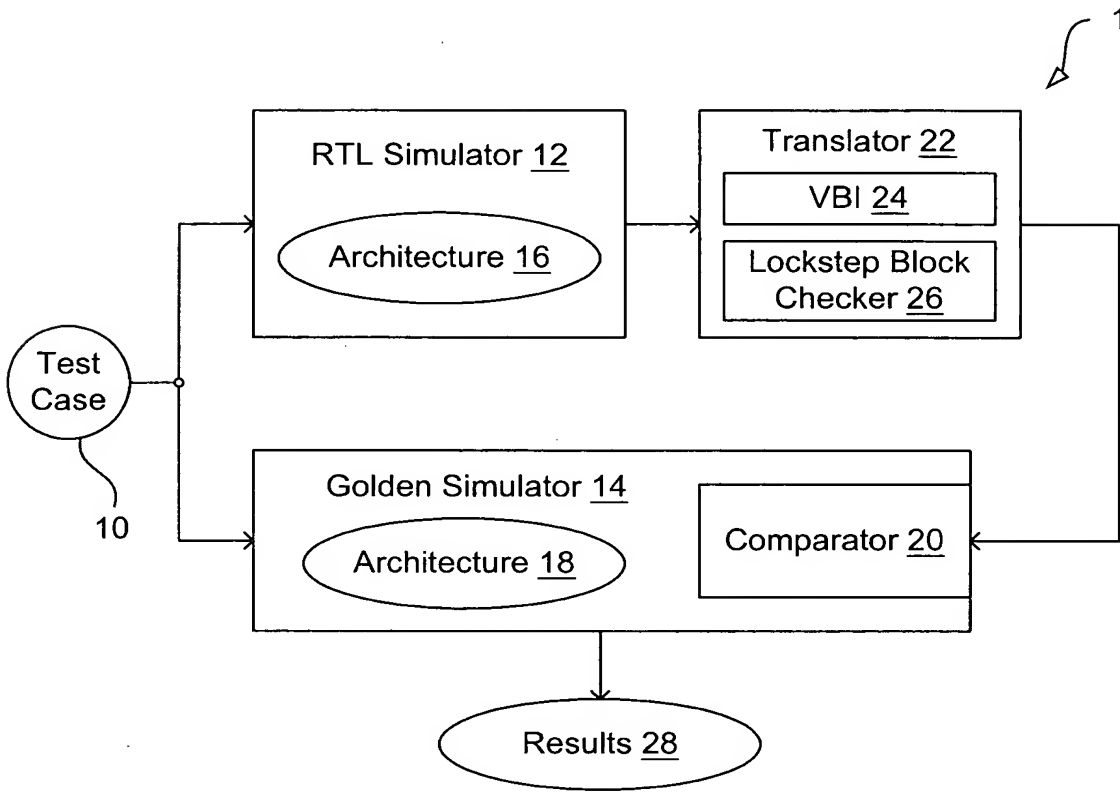 1
RTL Simulator 12
Architecture 16
Translator 22
VBI 24
Lockstep Block
Checker 26
Test
Case
10
Golden Simulator 14
Architecture 18
Comparator 20
Results 28